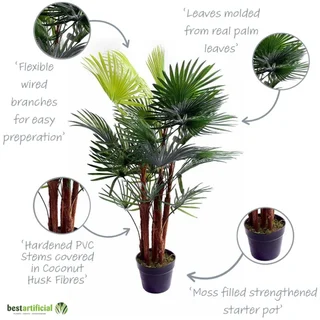 'Leaves molded
from real palm
leaves'
'Flexible
wired
branches
for easy
preperation'
'Hardened PVC
Stems covered
in Coconut
Husk Fibres'
'Moss filled strengthened
starter pot'
bestartificial